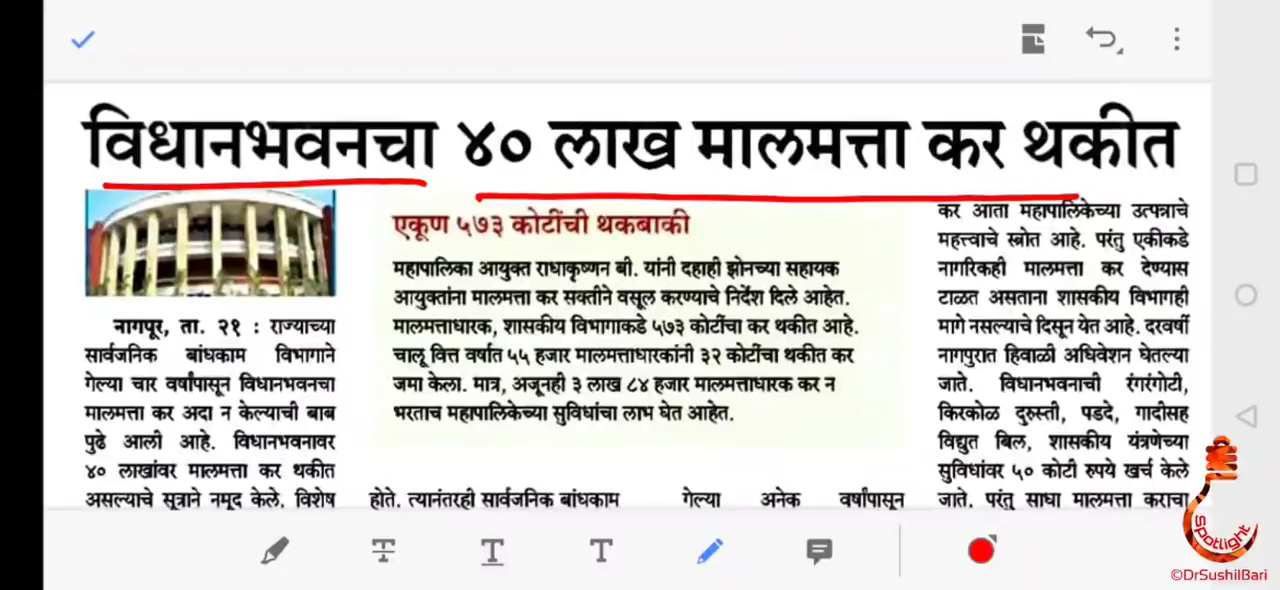 विधानभवनचा ४० लाख मालमत्ता कर थकीत
नागपूर, ता. २१ : राज्याच्या
सार्वजनिक बांधकाम विभागाने
गेल्या चार वर्षांपासून विधानभवनचा
मालमत्ता कर अदा न केल्याची बाब
पुढे आली आहे. विधानभवनावर
४० लाखांवर मालमत्ता कर थकीत
असल्याचे सूत्राने नमूद केले. विशेष
एकूण ५७३ कोटींची थकबाकी
महापालिका आयुक्त राधाकृष्णन बी. यांनी दहाही झोनच्या सहायक
आयुक्तांना मालमत्ता कर सक्तीने वसूल करण्याचे निर्देश दिले आहेत.
मालमत्ताधारक, शासकीय विभागाकडे ५७३ कोटींचा कर थकीत आहे.
चालू वित्त वर्षात ५५ हजार मालमत्ताधारकांनी ३२ कोटींचा थकीत कर
जमा केला. मात्र, अजूनही ३ लाख ८४ हजार मालमत्ताधारक कर न
भरताच महापालिकेच्या सुविधांचा लाभ घेत आहेत.
होते. त्यानंतरही सार्वजनिक बांधकाम
गेल्या अनेक वर्षांपासून
कर आता महापालिकेच्या उत्पन्नाचे
महत्त्वाचे स्त्रोत आहे. परंतु एकीकडे
नागरिकही मालमत्ता कर देण्यास
टाळत असताना शासकीय विभागही
मागे नसल्याचे दिसून येत आहे. दरवर्षी
नागपुरात हिवाळी अधिवेशन घेतल्या
जाते. विधानभवनाची रंगरंगोटी,
किरकोळ दुरुस्ती, पडदे, गादीसह
विद्युत बिल, शासकीय यंत्रणेच्या
सुविधांवर ५० कोटी रुपये खर्च केले
जाते. परंतु साधा मालमत्ता कराचा
Spotlight
©DrSushilBari